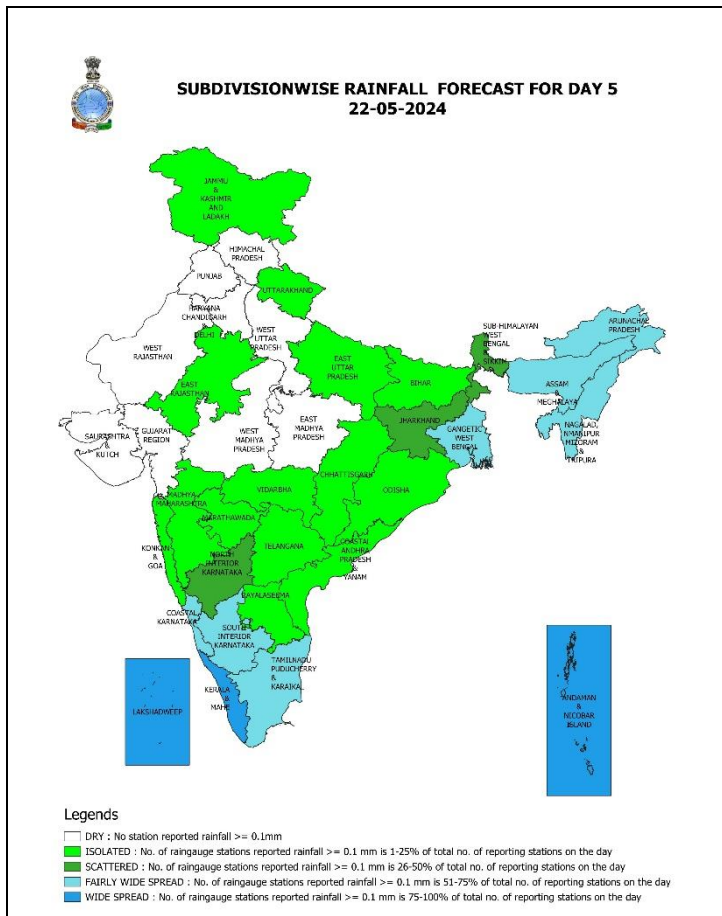 SUBDIVISIONWISE RAINFALL FORECAST FOR DAY 5
22-05-2024
JAMMU
&
KASHMIR
AND
LADAKH
HIMACHAL
PRADESH
PUNJAB
UTTARAKHAND
HARYANA
CHANDIGARH
&
DELHI
WEST
UTTAR
PRADESH
WEST
RAJASTHAN
EAST
RAJASTHAN
EAST
UTTAR
PRADESH
BIHAR
SUB-HIMALAYAN
WEST
BENGAL
&
SIKKIM
ARUNACHAL
PRADESH
ASSAM
&
MEGHALAYA
NAGALAD,
NMANIPUR
MIZORAM
&
TRIPURA
SAURASHTRA
&
KUTCH
GUJARAT
REGION
WEST
MADHYA
PRADESH
EAST
MADHYA
PRADESH
JHARKHAND
GANGETIC
WEST
BENGAL
CHHATTISGARH
ODISHA
VIDARBHA
MADHYA
MAHARASHTRA
MARATHAWADA
TELANGANA
COASTAL
ANDHRA
PRADESH
&
YANAM
KONKAN
&
GOA
NORTH
INTERIOR
KARNATAKA
RAYALASEEMA
COASTAL
KARNATAKA
SOUTH
INTERIOR
KARNATAKA
TAMILNADU
PUDUCHERRY
&
KARAIKAL
KERALA
&
MAHE
LAKSHADWEEP
ANDAMAN
&
NICOBAR
ISLAND
Legends
DRY : No station reported rainfall >= 0.1mm
ISOLATED : No. of raingauge stations reported rainfall >= 0.1 mm is 1-25% of total no. of reporting stations on the day
SCATTERED : No. of raingauge stations reported rainfall >= 0.1 mm is 26-50% of total no. of reporting stations on the day
FAIRLY WIDE SPREAD : No. of raingauge stations reported rainfall >= 0.1 mm is 51-75% of total no. of reporting stations on the day
WIDE SPREAD : No. of raingauge stations reported rainfall >= 0.1 mm is 75-100% of total no. of reporting stations on the day